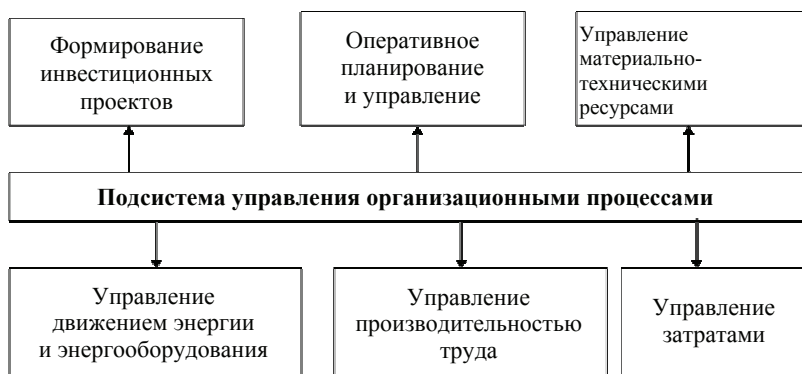 Формирование
инвестиционных
проектов
Оперативное
планирование
и управление
Управление
материально-
техническими
ресурсами
Подсистема управления организационными процессами
Управление
движением энергии
и энергооборудования
Управление
производительностью
труда
Управление
затратами